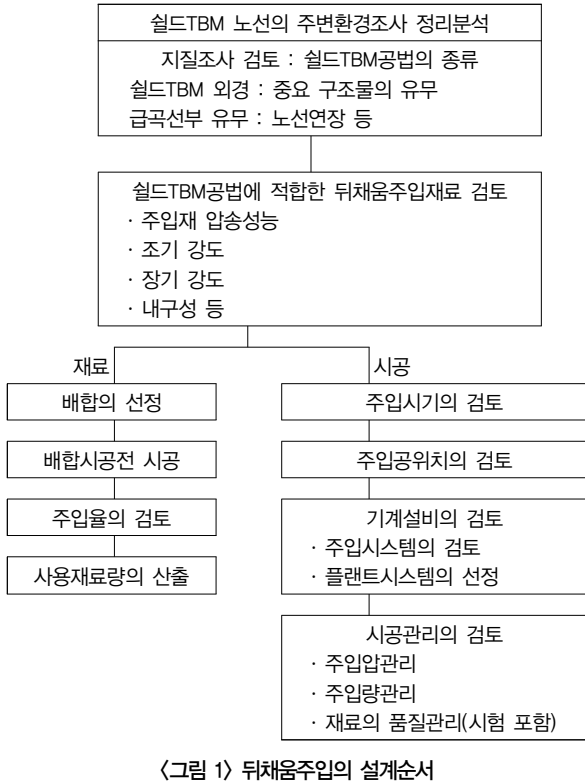 쉴드TBM 노선의 주변환경조사 정리분석
지질조사 검토 : 쉴드TBM공법의 종류
쉴드TBM 외경 : 중요 구조물의 유무
급곡선부 유무 : 노선연장 등
쉴드TBM공법에 적합한 뒤채움주입재료 검토
· 주입재 압송성능
· 조기 강도
· 장기 강도
· 내구성 등
재료
배합의 선정
배합시공전 시공
주입율의 검토
사용재료량의 산출
시공
주입시기의 검토
주입공위치의 검토
기계설비의 검토
· 주입시스템의 검토
· 플랜트시스템의 선정
시공관리의 검토
· 주입압관리
· 주입량관리
· 재료의 품질관리(시험 포함)
〈그림 1〉 뒤채움주입의 설계순서